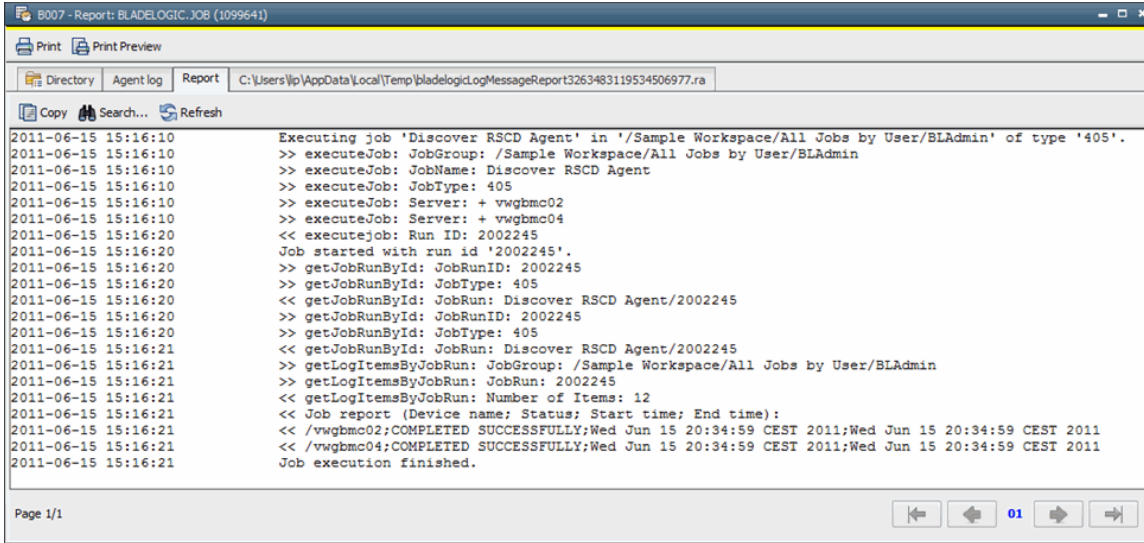 B007 - Report: BLADELOGIC.JOB (1099641)
Print Print Preview
Directory Agent log Report C:\Users\ip\AppData\Local\Temp\bladelogicLogMessageReport3263483119534506977.ra
Copy Search... Refresh
2011-06-15 15:16:10 Executing job 'Discover RSCD Agent' in '/Sample Workspace/All Jobs by User/BLAdmin' of type '405'.
2011-06-15 15:16:10 >> executeJob: JobGroup: /Sample Workspace/All Jobs by User/BLAdmin
2011-06-15 15:16:10 >> executeJob: JobName: Discover RSCD Agent
2011-06-15 15:16:10 >> executeJob: JobType: 405
2011-06-15 15:16:10 >> executeJob: Server: + vwgbmc02
2011-06-15 15:16:10 >> executeJob: Server: + vwgbmc04
2011-06-15 15:16:20 << executejob: Run ID: 2002245
2011-06-15 15:16:20 Job started with run id '2002245'.
2011-06-15 15:16:20 >> getJobRunById: JobRunID: 2002245
2011-06-15 15:16:20 >> getJobRunById: JobType: 405
2011-06-15 15:16:20 << getJobRunById: JobRun: Discover RSCD Agent/2002245
2011-06-15 15:16:20 >> getJobRunById: JobRunID: 2002245
2011-06-15 15:16:20 >> getJobRunById: JobType: 405
2011-06-15 15:16:21 << getJobRunById: JobRun: Discover RSCD Agent/2002245
2011-06-15 15:16:21 >> getLogItemsByJobRun: JobGroup: /Sample Workspace/All Jobs by User/BLAdmin
2011-06-15 15:16:21 >> getLogItemsByJobRun: JobRun: 2002245
2011-06-15 15:16:21 << getLogItemsByJobRun: Number of Items: 12
2011-06-15 15:16:21 << Job report (Device name; Status; Start time; End time):
2011-06-15 15:16:21 << /vwgbmc02;COMPLETED SUCCESSFULLY;Wed Jun 15 20:34:59 CEST 2011;Wed Jun 15 20:34:59 CEST 2011
2011-06-15 15:16:21 << /vwgbmc04;COMPLETED SUCCESSFULLY;Wed Jun 15 20:34:59 CEST 2011;Wed Jun 15 20:34:59 CEST 2011
2011-06-15 15:16:21 Job execution finished.
Page 1/1 01